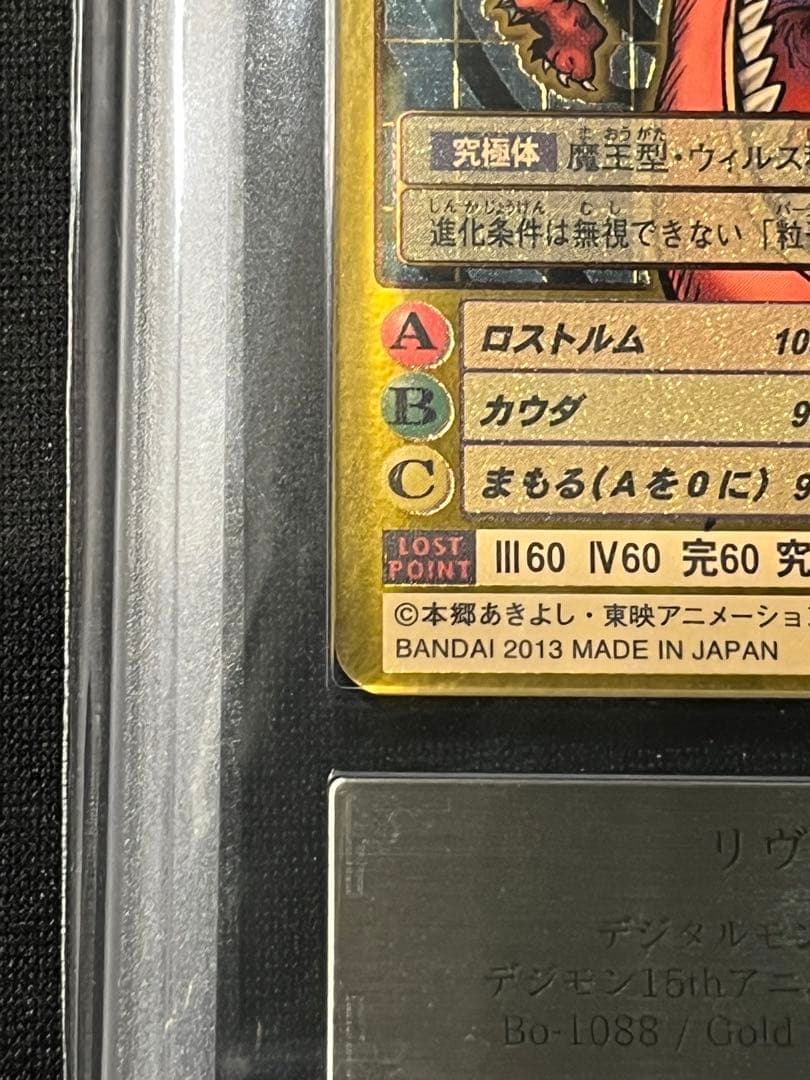 究極体 魔王型・ウィルス種
進化条件は無視できない「粒子
A ロストルム 10
B カウダ 9
C まもる(Aを0に) 9
LOST POINT Ⅲ60 Ⅳ60 完60 究
©本郷あきよし・東映アニメーション
BANDAI 2013 MADE IN JAPAN
リヴ
デジタルモン
デジモン15thアニ
Bo-1088 / Gold